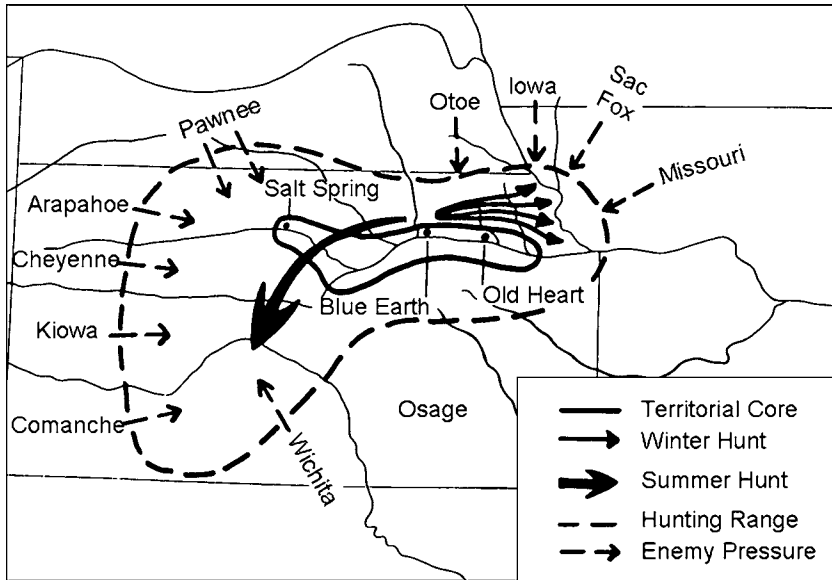 Pawnee
Otoe
Iowa
Sac
Fox
Missouri
Salt Spring
Arapahoe
Cheyenne
Kiowa
Comanche
Blue Earth
Old Heart
Wichita
Osage
Territorial Core
Winter Hunt
Summer Hunt
Hunting Range
Enemy Pressure